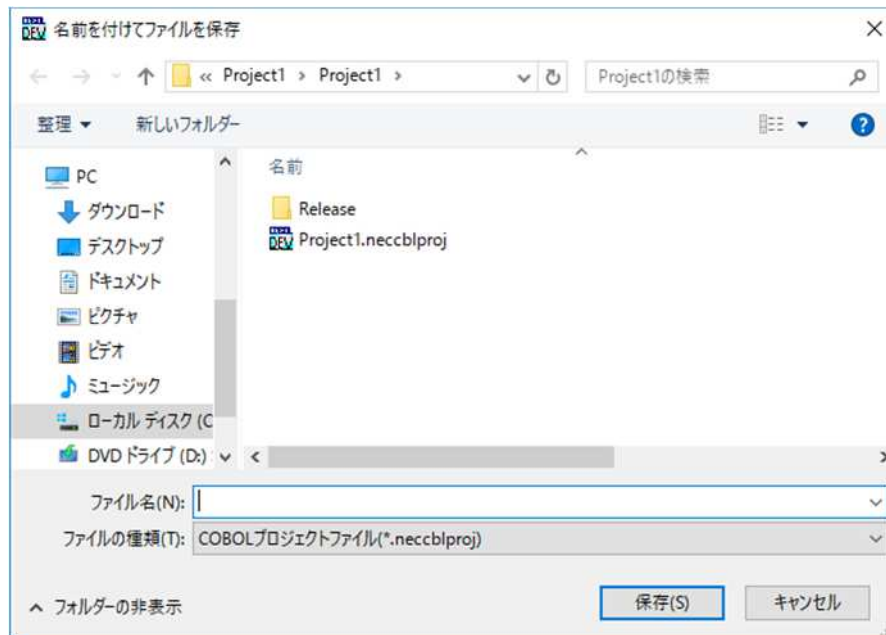 名前を付けてファイルを保存
« Project1 › Project1 ›
Project1の検索
整理
新しいフォルダー
PC
ダウンロード
デスクトップ
ドキュメント
ピクチャ
ビデオ
ミュージック
ローカル ディスク (C
DVD ドライブ (D:)
名前
Release
DEV Project1.neccblproj
ファイル名(N):
ファイルの種類(T): COBOLプロジェクトファイル(*.neccblproj)
フォルダーの非表示
保存(S)
キャンセル